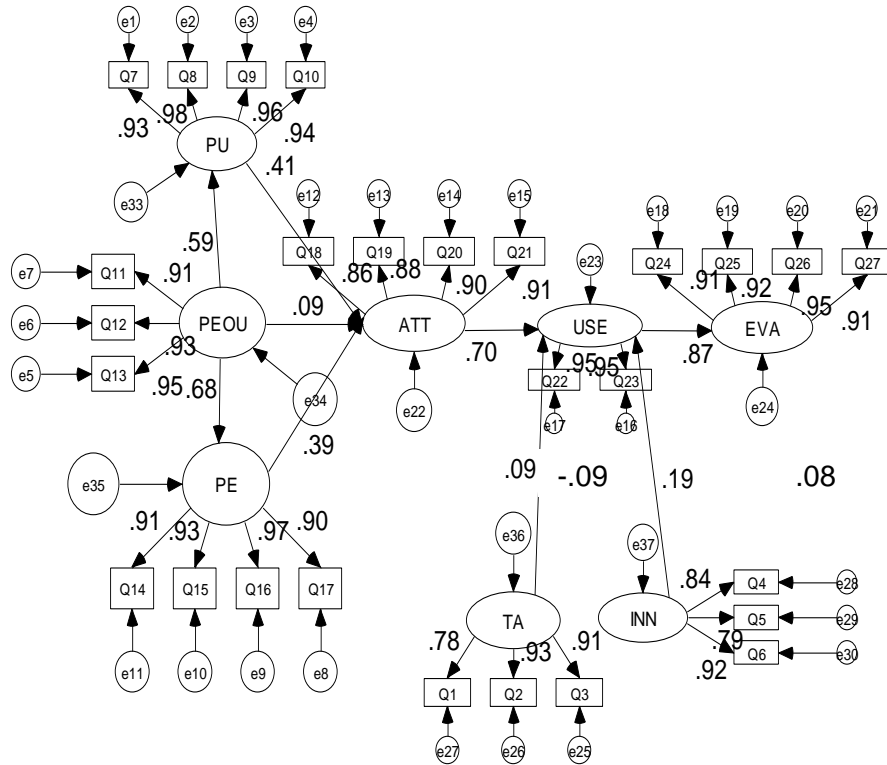 e1 e2 e3 e4
Q7 Q8 Q9 Q10
.93 .98 .96 .94
PU
.41
e33
e12 e13 e14 e15
e18 e19 e20 e21
Q18 Q19 Q20 Q21
Q24 Q25 Q26 Q27
.59
e23
e7 Q11 .91
.86 .88 .90 .91
.91 .92 .95 .91
e6 Q12 .93
PEOU .09 ATT .70 USE .87 EVA
e5 Q13 .95
.68
.95 .95
Q22 Q23
e34 e22 e17 e16 e24
.39
e35 PE
.09 -.09 .19 .08
.91 .93 .97 .90
e36 e37
Q14 Q15 Q16 Q17
.84 Q4 e28
TA INN
.79 Q5 e29
.92 Q6 e30
.78 .93 .91
e11 e10 e9 e8
Q1 Q2 Q3
e27 e26 e25